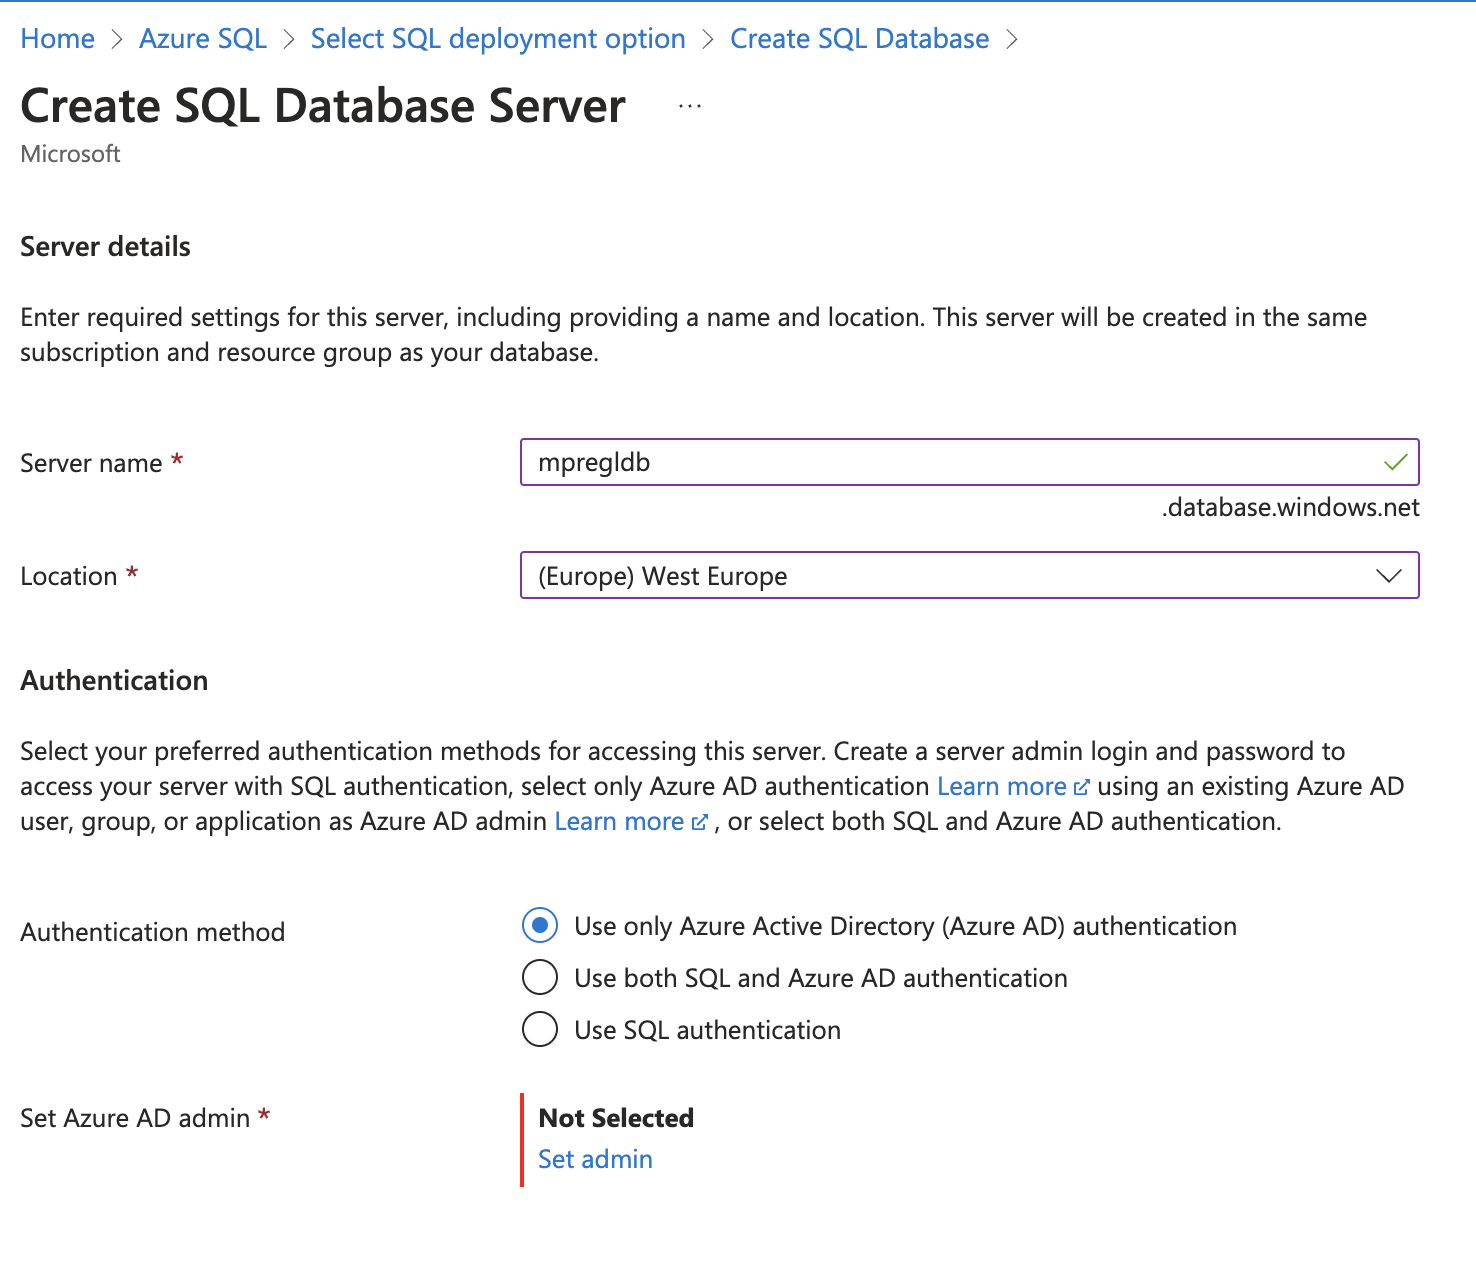 Home > Azure SQL > Select SQL deployment option > Create SQL Database >
Create SQL Database Server ...
Microsoft
Server details
Enter required settings for this server, including providing a name and location. This server will be created in the same
subscription and resource group as your database.
Server name *
mpregldb
.database.windows.net
Location *
(Europe) West Europe
Authentication
Select your preferred authentication methods for accessing this server. Create a server admin login and password to
access your server with SQL authentication, select only Azure AD authentication Learn more using an existing Azure AD
user, group, or application as Azure AD admin Learn more , or select both SQL and Azure AD authentication.
Authentication method
Use only Azure Active Directory (Azure AD) authentication
Use both SQL and Azure AD authentication
Use SQL authentication
Set Azure AD admin *
Not Selected
Set admin